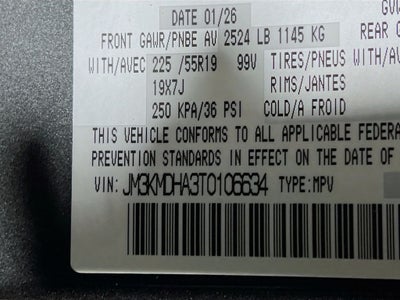 DATE 01/26 GVW
FRONT GAWR/PNBE AV 2524 LB 1145 KG REAR G
WITH/AVEC 225 /55R19 99V TIRES/PNEUS WITH/
19X7J RIMS/JANTES
250 KPA/36 PSI COLD/A FROID
THIS VEHICLE CONFORMS TO ALL APPLICABLE FEDERA
PREVENTION STANDARDS IN EFFECT ON THE DATE OF
VIN: JM3KMDHA3T0106634 TYPE:MPV